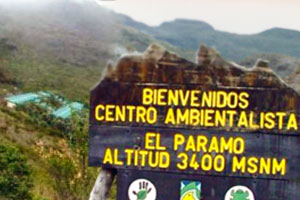 BIENVENIDOS
CENTRO AMBIENTALISTA
EL PARAMO
ALTITUD 3400 MSNM